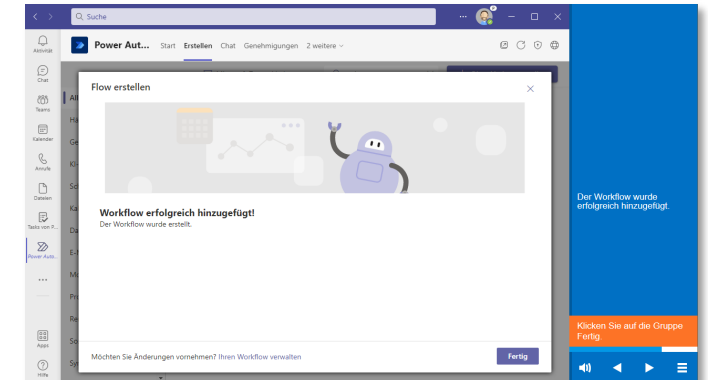 Suche
Power Aut... Start Erstellen Chat Genehmigungen 2 weitere
Aktivität
Chat
Teams
Kalender
Anrufe
Dateien
Tasks von P...
Power Auto...
Apps
Hilfe
Flow erstellen
Workflow erfolgreich hinzugefügt!
Der Workflow wurde erstellt.
Möchten Sie Änderungen vornehmen? Ihren Workflow verwalten
Fertig
Der Workflow wurde
erfolgreich hinzugefügt.
Klicken Sie auf die Gruppe
Fertig.